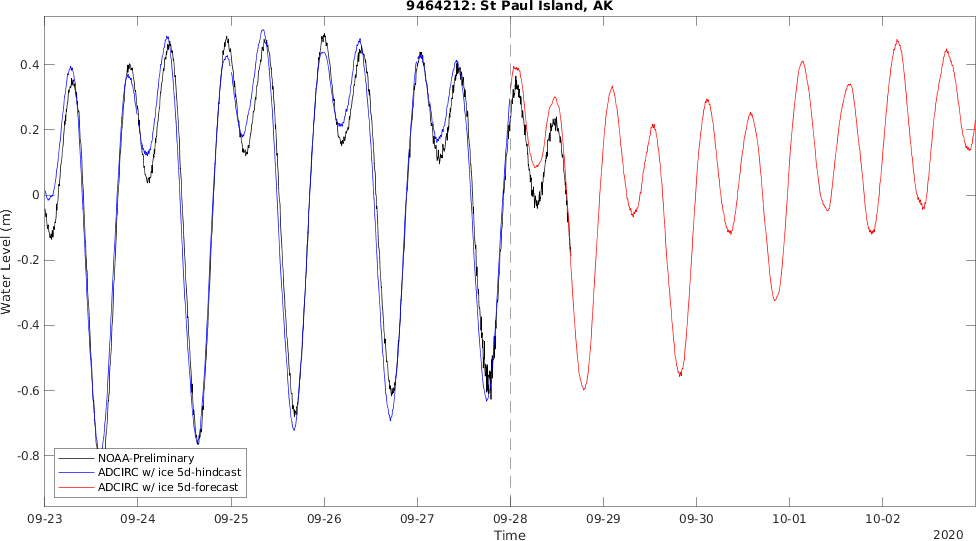 9464212: St Paul Island, AK
0.4
0.2
0
-0.2
-0.4
-0.6
-0.8
Water Level (m)
NOAA-Preliminary
ADCIRC w/ ice 5d-hindcast
ADCIRC w/ ice 5d-forecast
09-23 09-24 09-25 09-26 09-27 09-28 09-29 09-30 10-01 10-02
Time
2020